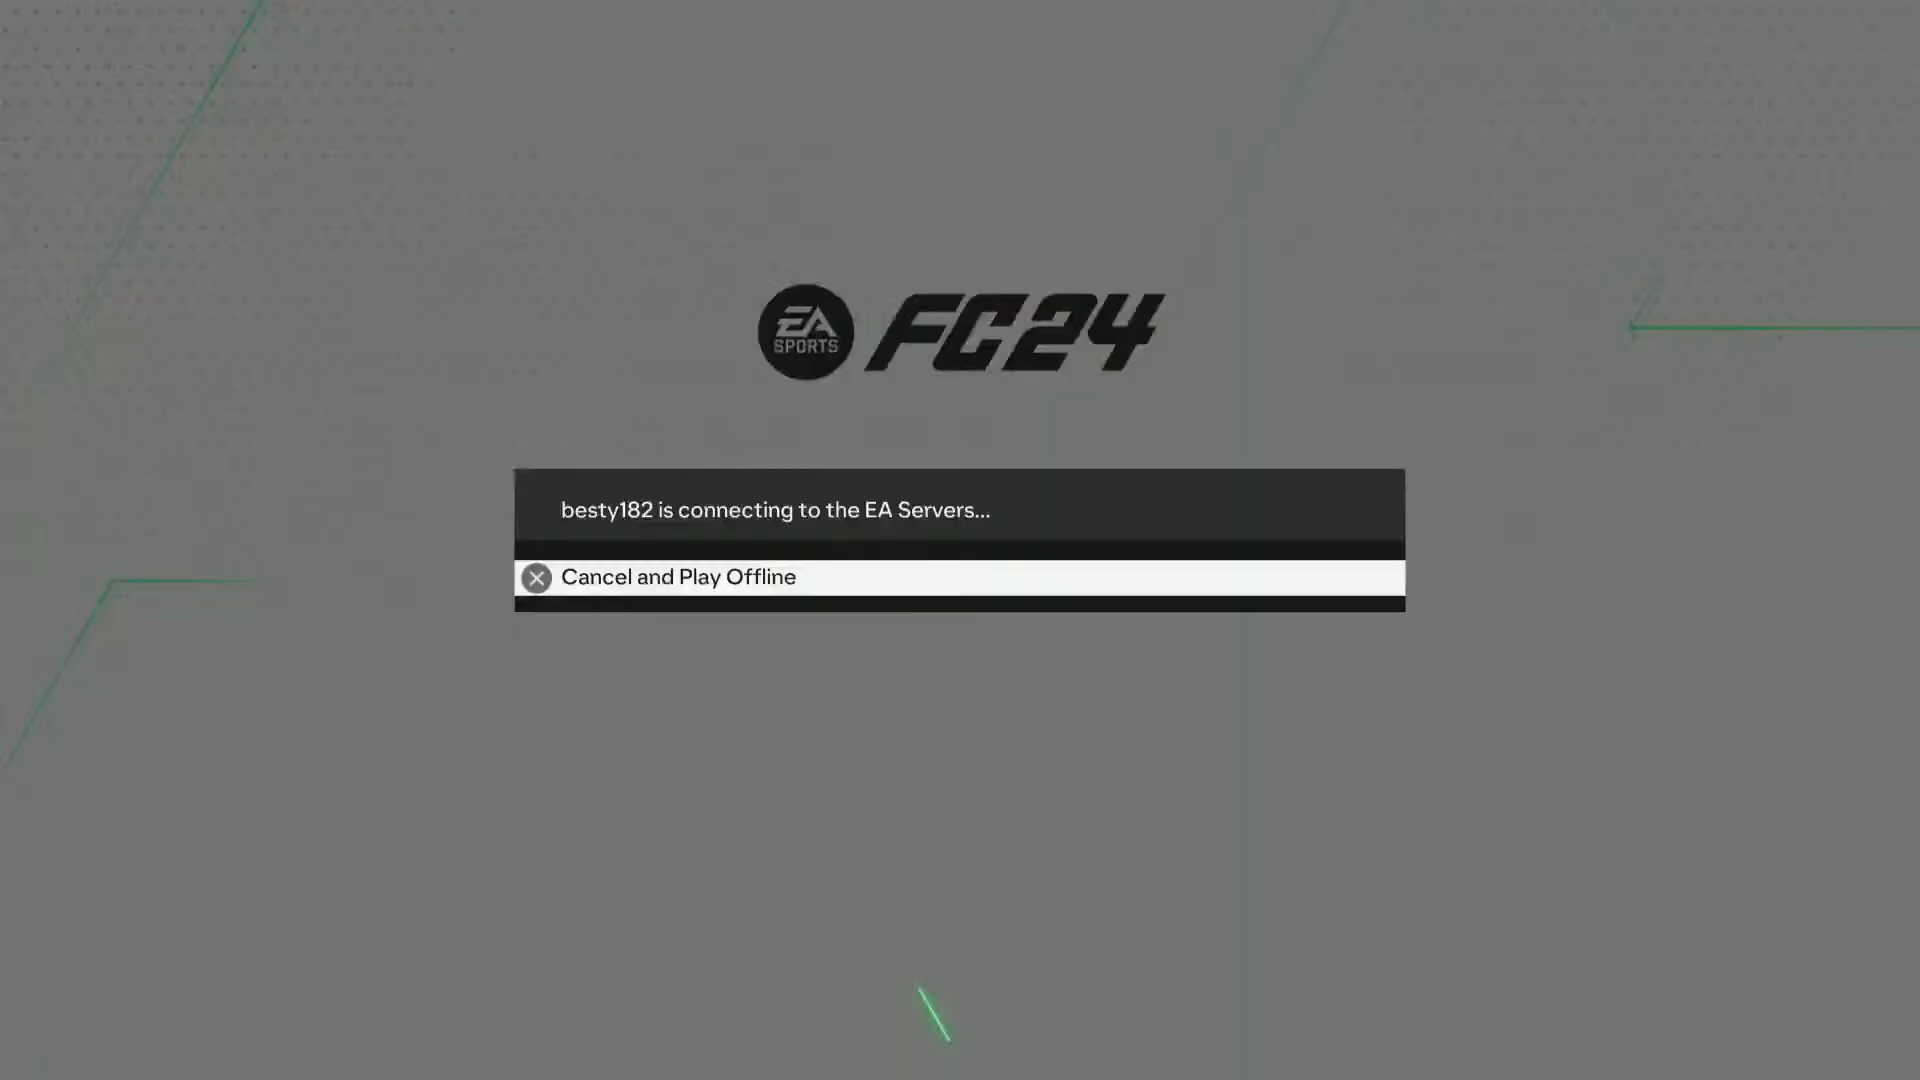 EA
SPORTS
FC24
besty182 is connecting to the EA Servers...
Cancel and Play Offline